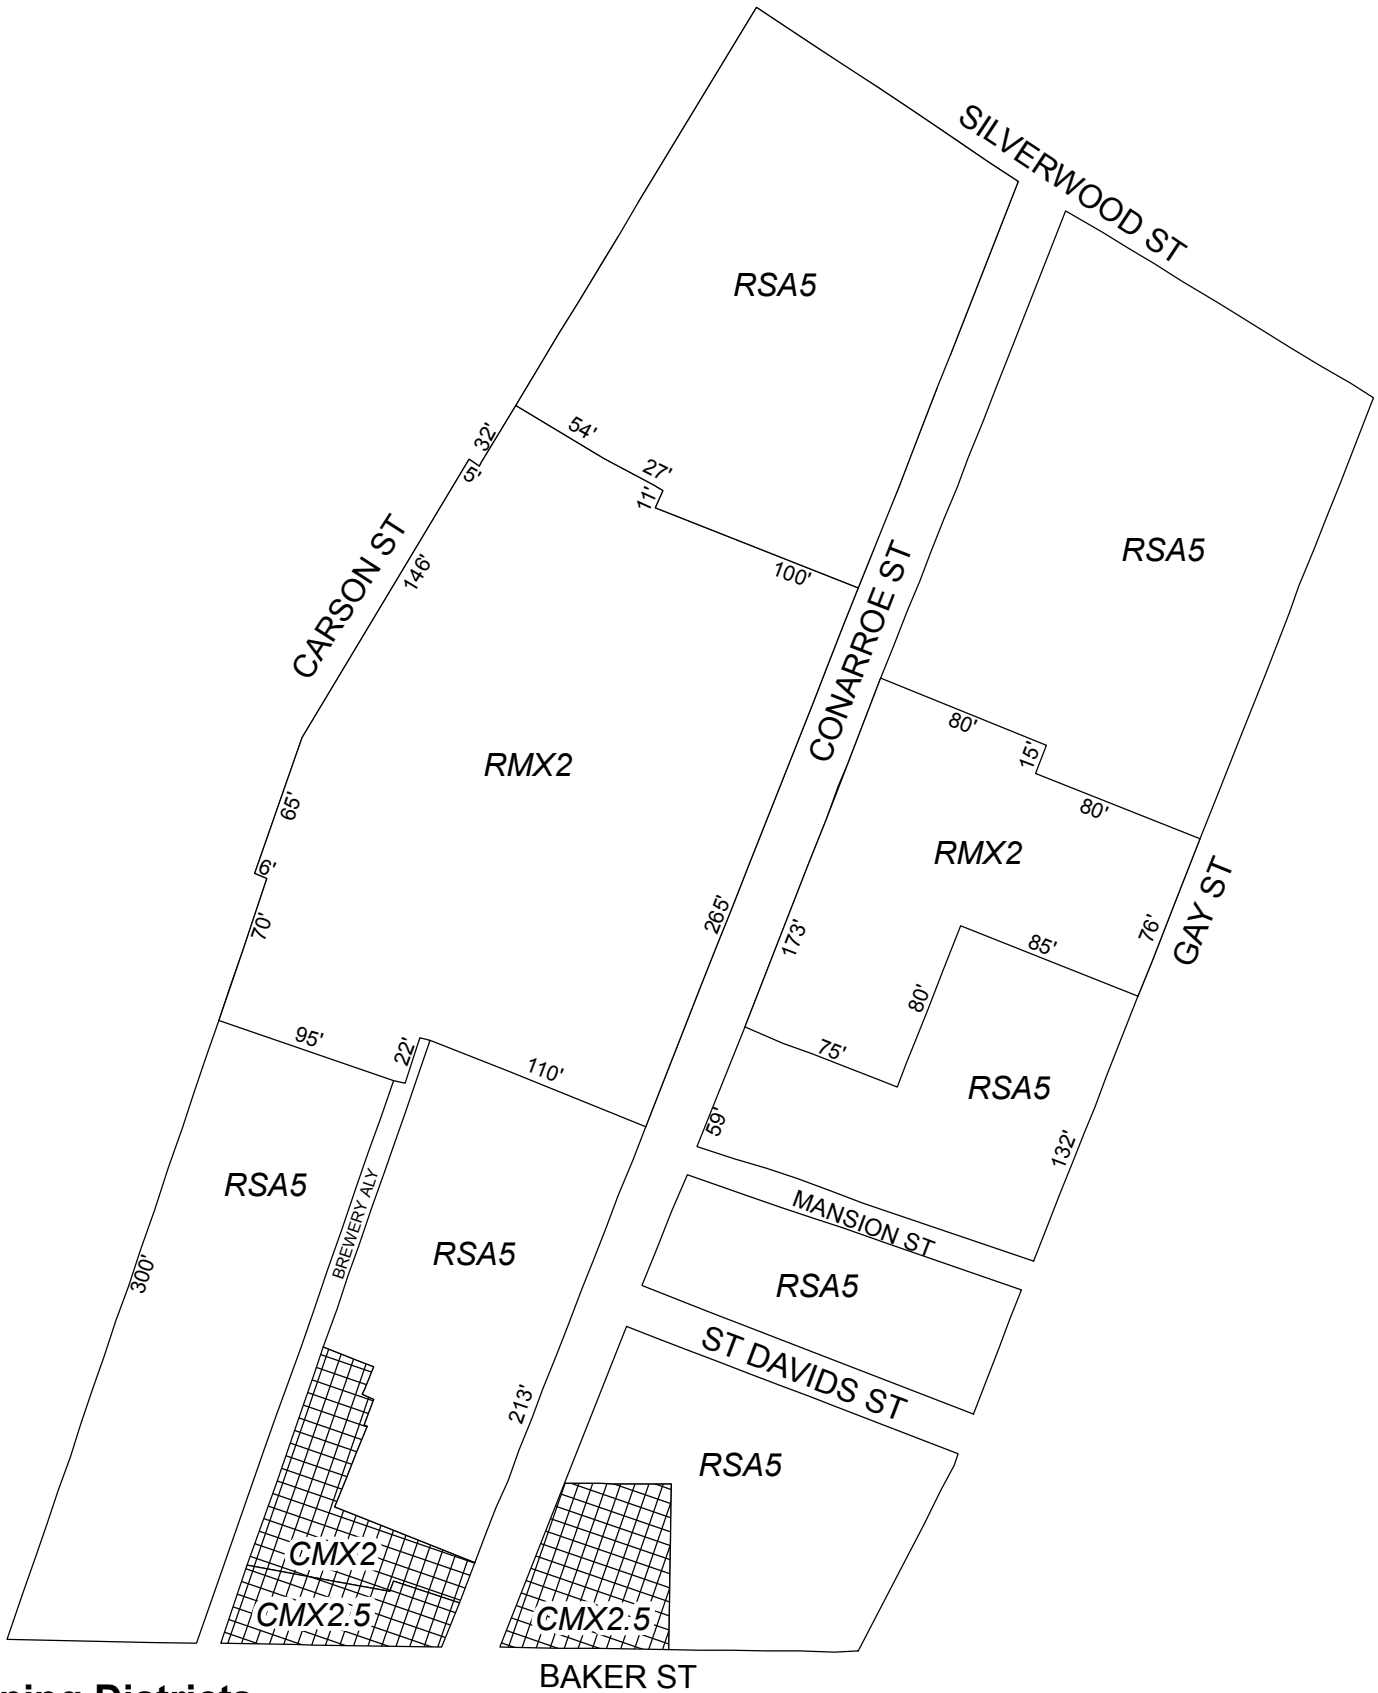 SILVERWOOD ST
RSA5
32'
54'
5'
27'
11'
CARSON ST
146'
100'
RSA5
CONARROE ST
80'
15'
80'
RMX2
65'
RMX2
6'
70'
265'
173'
76'
GAY ST
85'
80'
95'
22'
110'
75'
RSA5
59'
132'
RSA5
BREWERY ALY
MANSION ST
RSA5
300'
RSA5
ST DAVIDS ST
213'
RSA5
CMX2
CMX2.5
CMX2.5
BAKER ST
Districts